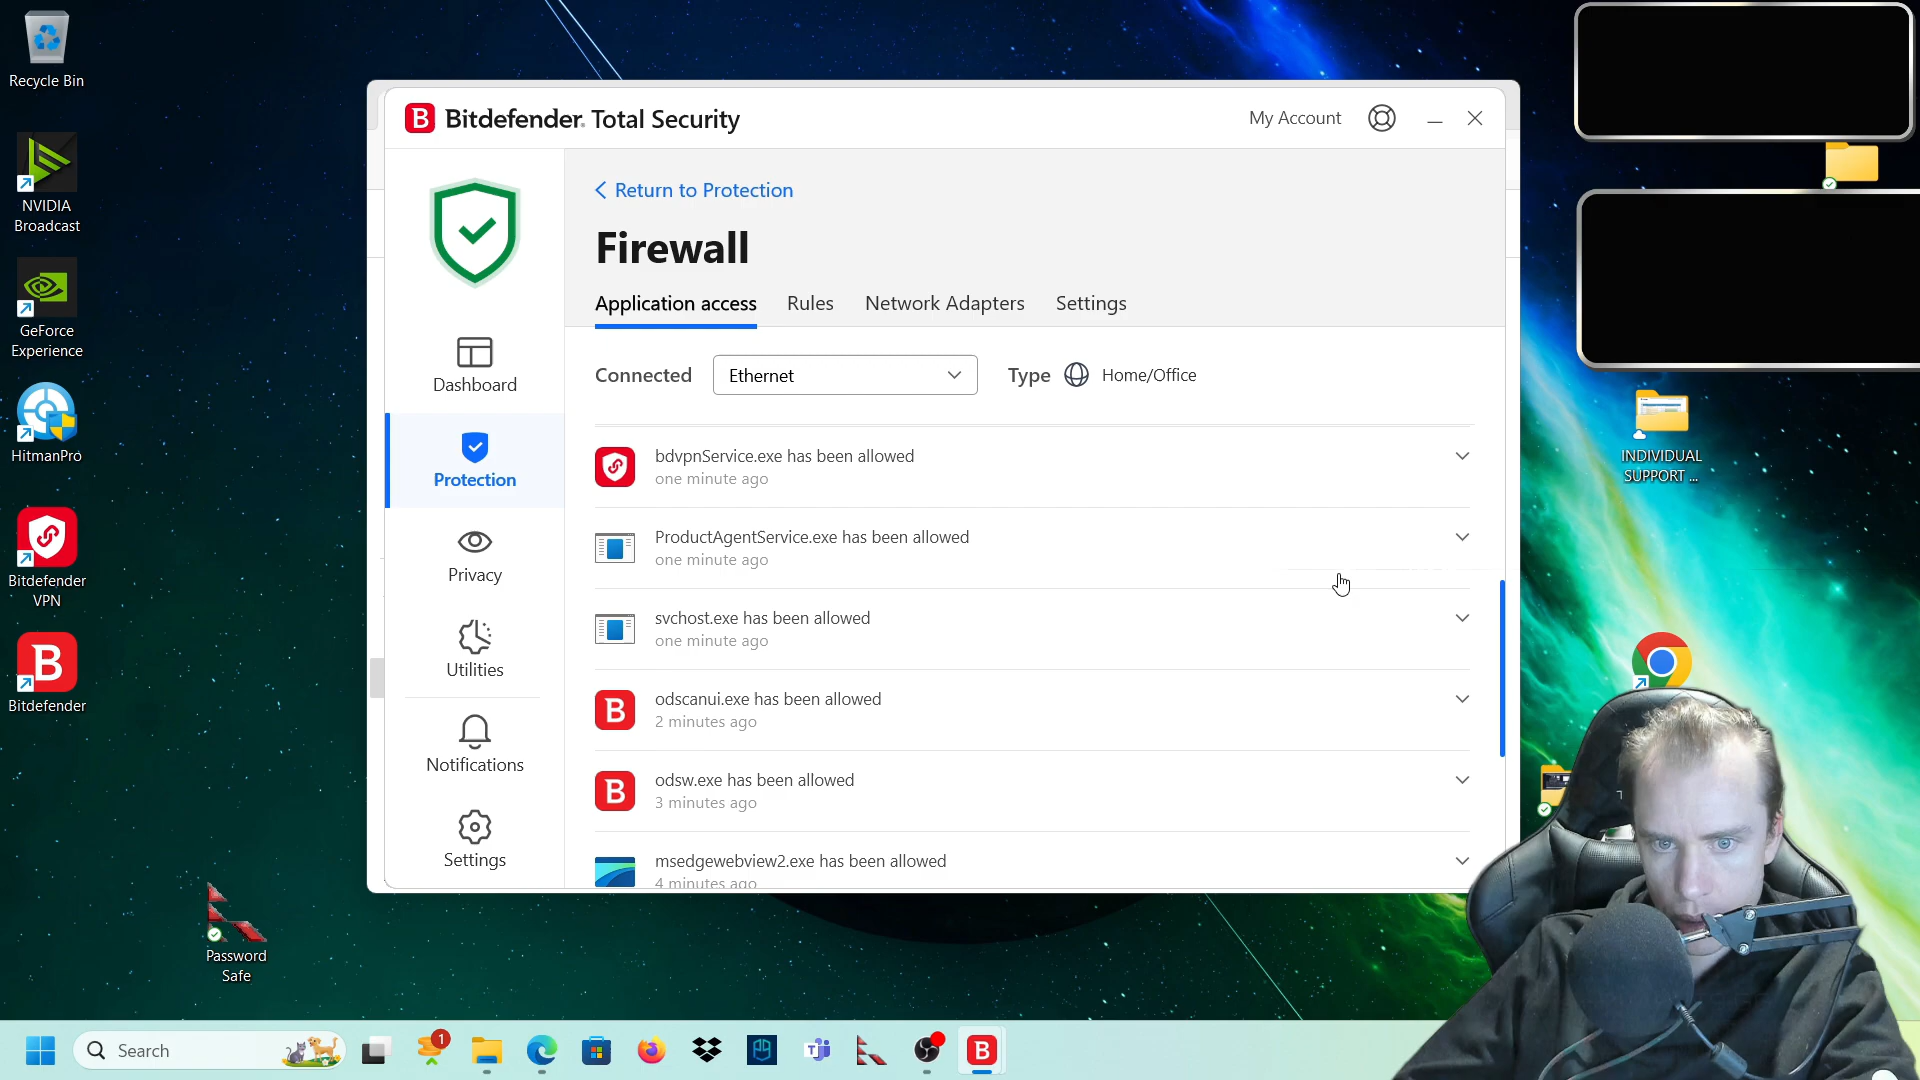 Recycle Bin
NVIDIA
Broadcast
GeForce
Experience
HitmanPro
Bitdefender
VPN
Bitdefender
Password
Safe
INDIVIDUAL
SUPPORT ...
B Bitdefender Total Security
My Account
Dashboard
Protection
Privacy
Utilities
Notifications
Settings
Return to Protection
Firewall
Application access Rules Network Adapters Settings
Connected Ethernet Type Home/Office
bdvpnService.exe has been allowed
one minute ago
ProductAgentService.exe has been allowed
one minute ago
svchost.exe has been allowed
one minute ago
B odscanui.exe has been allowed
2 minutes ago
B odsw.exe has been allowed
3 minutes ago
msedgewebview2.exe has been allowed
4 minutes ago
Search
1
B